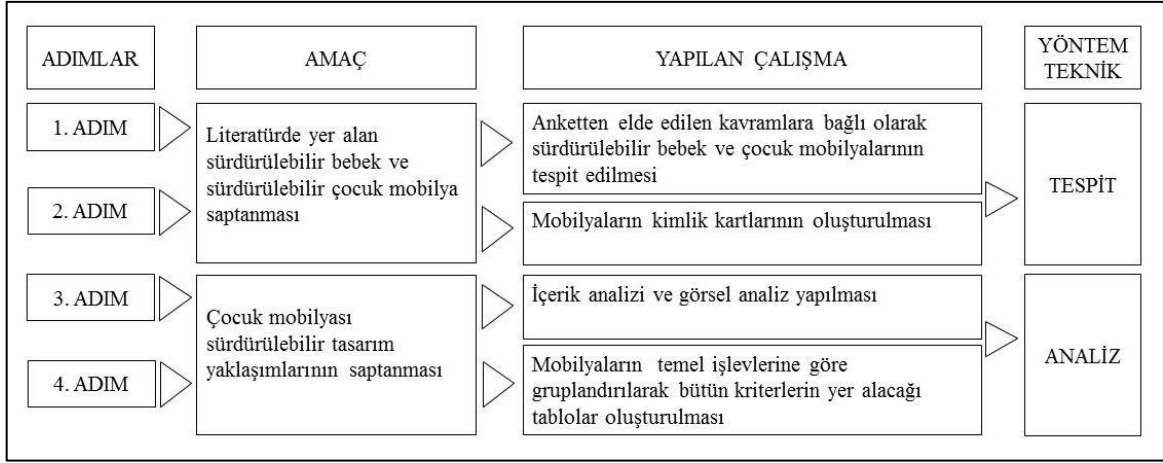 ADIMLAR
AMAÇ
YAPILAN ÇALIŞMA
YÖNTEM
TEKNİK
1. ADIM
2. ADIM
Literatürde yer alan
sürdürülebilir bebek ve
sürdürülebilir çocuk mobilya
saptanması
Anketten elde edilen kavramlara bağlı olarak
sürdürülebilir bebek ve çocuk mobilyalarının
tespit edilmesi
Mobilyaların kimlik kartlarının oluşturulması
TESPİT
3. ADIM
4. ADIM
Çocuk mobilyası
sürdürülebilir tasarım
yaklaşımlarının saptanması
İçerik analizi ve görsel analiz yapılması
Mobilyaların temel işlevlerine göre
gruplandırılarak bütün kriterlerin yer alacağı
tablolar oluşturulması
ANALİZ